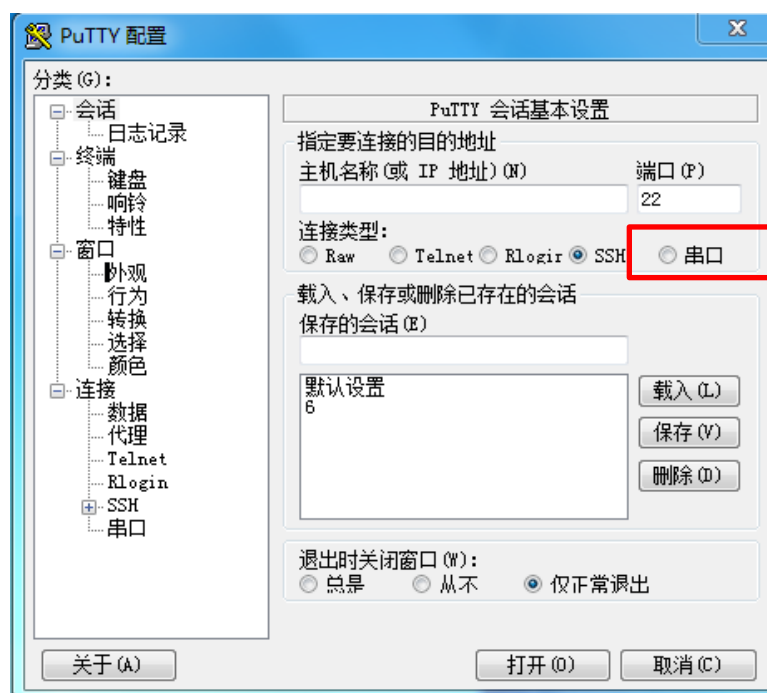 PuTTY 配置
分类(G):
会话
日志记录
终端
键盘
响铃
特性
窗口
外观
行为
转换
选择
颜色
连接
数据
代理
Telnet
Rlogin
SSH
串口
PuTTY 会话基本设置
指定要连接的目的地址
主机名称(或 IP 地址)(N) 端口(P)
22
连接类型:
Raw Telnet Rlogir SSH 串口
载入、保存或删除已存在的会话
保存的会话(E)
默认设置
6
载入(L)
保存(V)
删除(D)
退出时关闭窗口(W):
总是 从不 仅正常退出
关于(A) 打开(O) 取消(C)